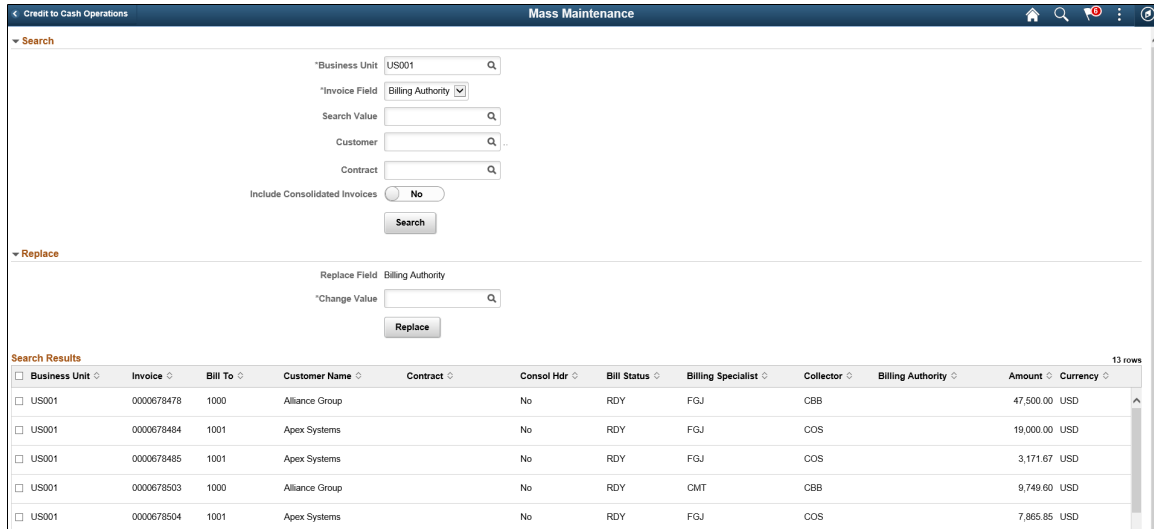 Credit to Cash Operations Mass Maintenance 6
Search
*Business Unit US001
*Invoice Field Billing Authority
Search Value
Customer ..
Contract
Include Consolidated Invoices No
Search
Replace
Replace Field Billing Authority
*Change Value
Replace
Search Results 13 rows
Business Unit Invoice Bill To Customer Name Contract Consol Hdr Bill Status Billing Specialist Collector Billing Authority Amount Currency
US001 0000678478 1000 Alliance Group No RDY FGJ CBB 47,500.00 USD
US001 0000678484 1001 Apex Systems No RDY FGJ COS 19,000.00 USD
US001 0000678485 1001 Apex Systems No RDY FGJ COS 3,171.67 USD
US001 0000678503 1000 Alliance Group No RDY CMT CBB 9,749.60 USD
US001 0000678504 1001 Apex Systems No RDY FGJ COS 7,865.85 USD